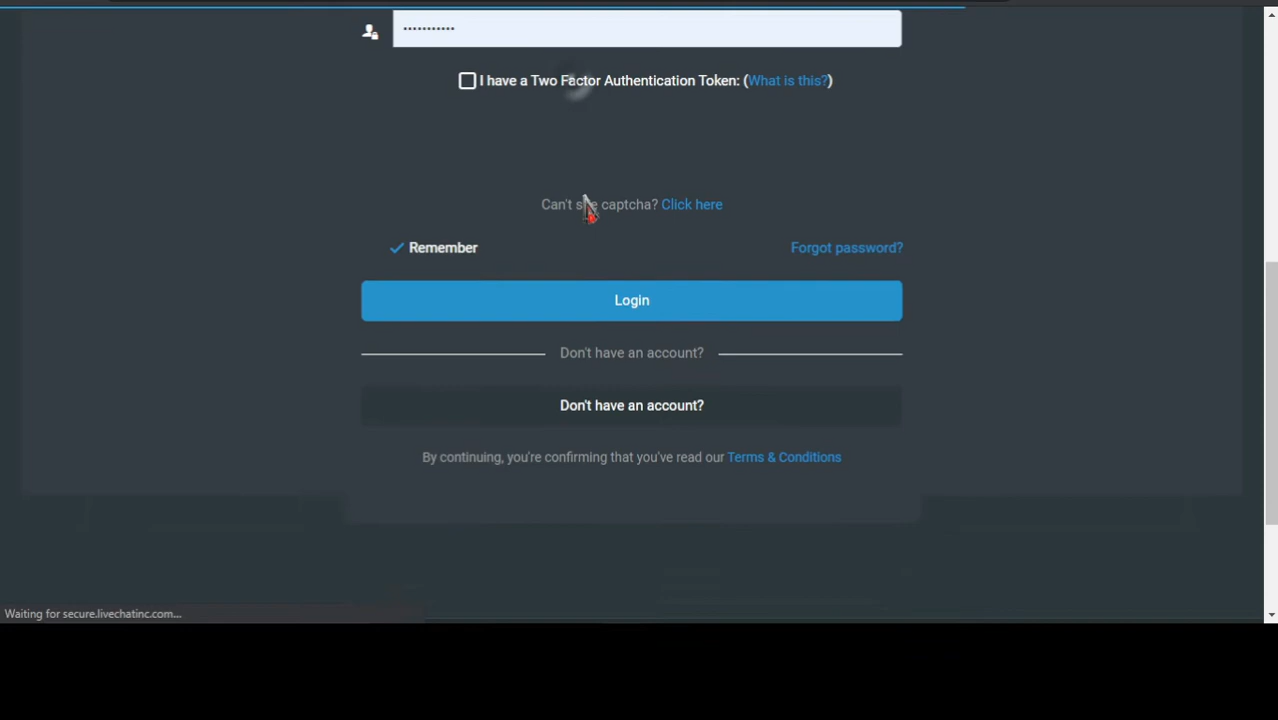 •••••••••••
I have a Two Factor Authentication Token: (What is this?)
Can't see captcha? Click here
Remember
Forgot password?
Login
Don't have an account?
Don't have an account?
By continuing, you're confirming that you've read our Terms & Conditions
Waiting for secure.livechatinc.com...